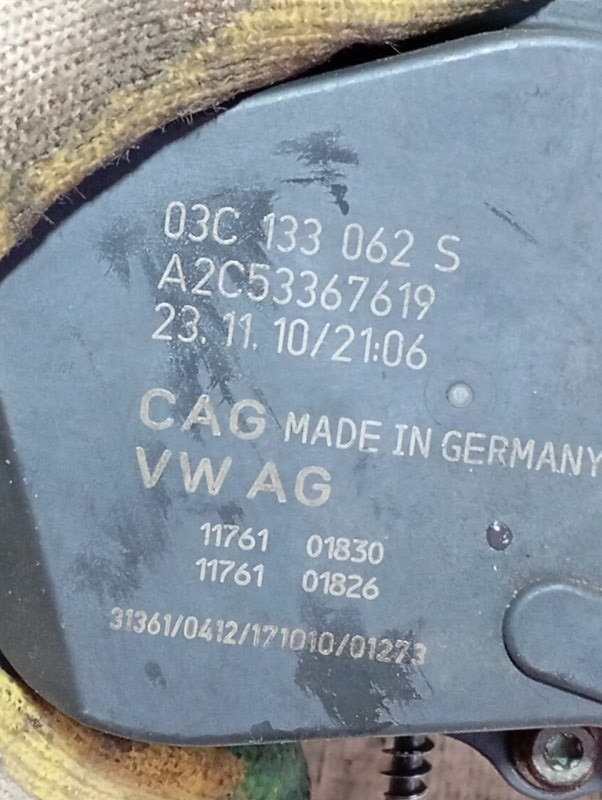 03C 133 062 S
A2C53367619
23.11.10/21:06
CAG MADE IN GERMANY
VW AG
11761 01830
11761 01826
31361/0412/171010/01273